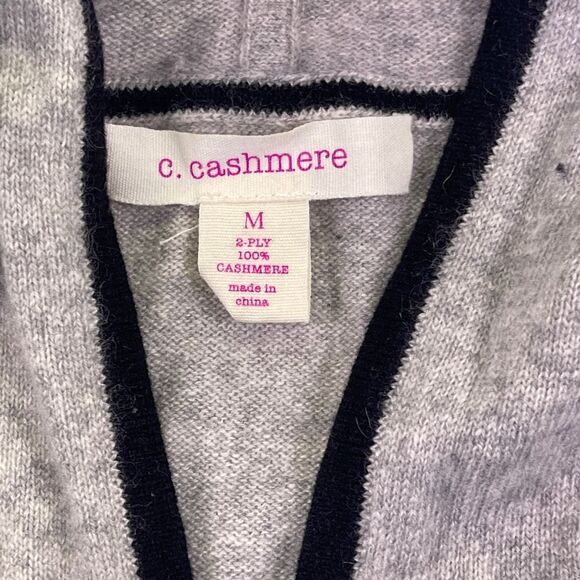 c. cashmere
M
2-PLY
100%
CASHMERE
made in
china